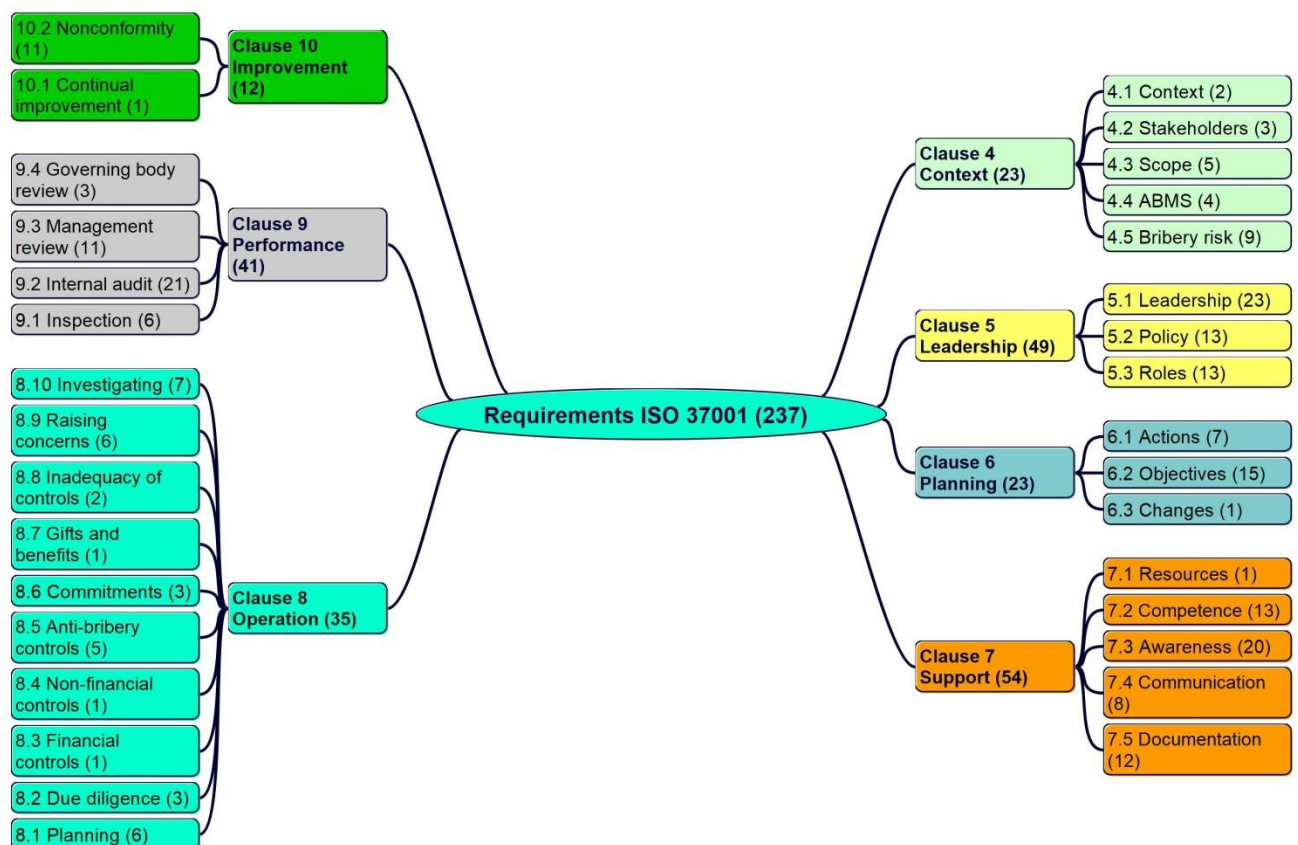 Requirements ISO 37001 (237)
Clause 4
Context (23)
4.1 Context (2)
4.2 Stakeholders (3)
4.3 Scope (5)
4.4 ABMS (4)
4.5 Bribery risk (9)
Clause 5
Leadership (49)
5.1 Leadership (23)
5.2 Policy (13)
5.3 Roles (13)
Clause 6
Planning (23)
6.1 Actions (7)
6.2 Objectives (15)
6.3 Changes (1)
Clause 7
Support (54)
7.1 Resources (1)
7.2 Competence (13)
7.3 Awareness (20)
7.4 Communication
(8)
7.5 Documentation
(12)
Clause 8
Operation (35)
8.10 Investigating (7)
8.9 Raising
concerns (6)
8.8 Inadequacy of
controls (2)
8.7 Gifts and
benefits (1)
8.6 Commitments (3)
8.5 Anti-bribery
controls (5)
8.4 Non-financial
controls (1)
8.3 Financial
controls (1)
8.2 Due diligence (3)
8.1 Planning (6)
Clause 9
Performance
(41)
9.4 Governing body
review (3)
9.3 Management
review (11)
9.2 Internal audit (21)
9.1 Inspection (6)
Clause 10
Improvement
(12)
10.2 Nonconformity
(11)
10.1 Continual
improvement (1)